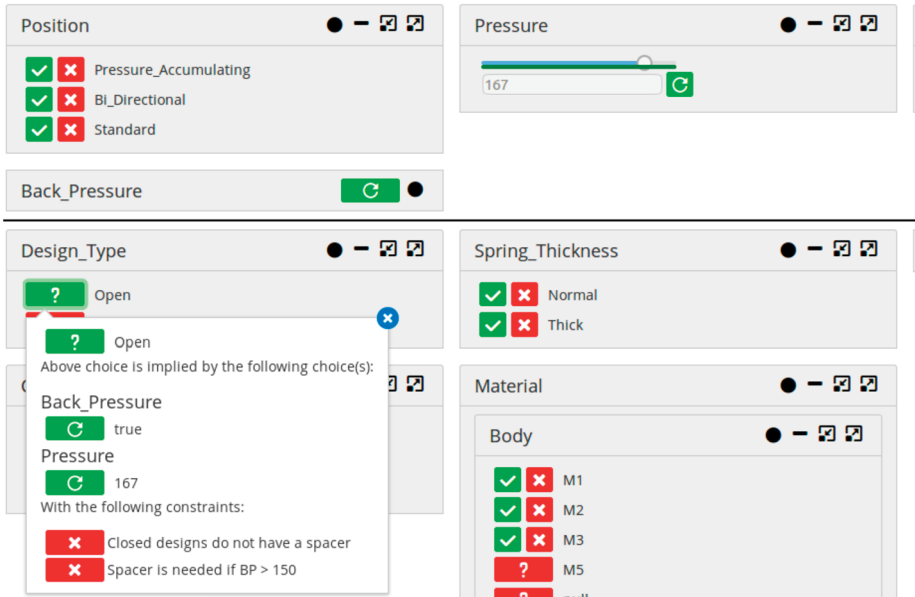 Position
Pressure_Accumulating
Bi_Directional
Standard
Pressure
167
Back_Pressure
Design_Type
? Open
? Open
Above choice is implied by the following choice(s):
Back_Pressure
true
Pressure
167
With the following constraints:
Closed designs do not have a spacer
Spacer is needed if BP > 150
Spring_Thickness
Normal
Thick
Material
Body
M1
M2
M3
? M5